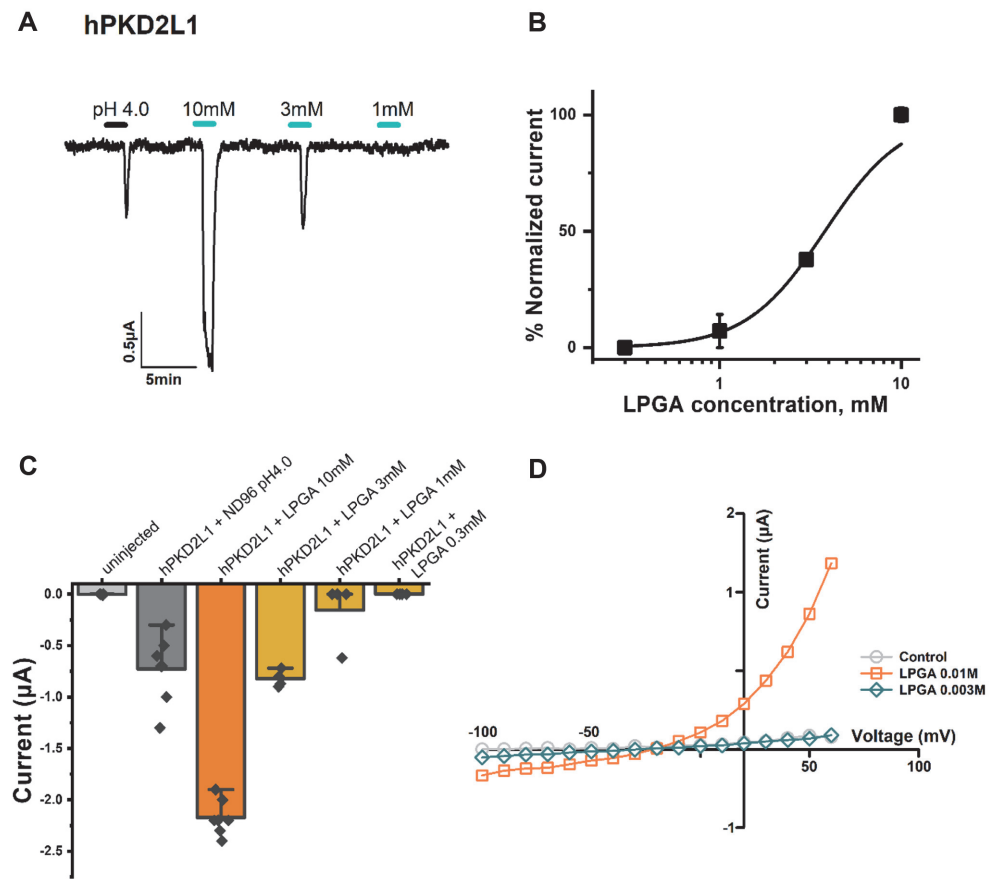 A
hPKD2L1
pH 4.0
10mM
3mM
1mM
0.5µA
5min
B
% Normalized current
100
50
0
1
10
LPGA concentration, mM
C
uninjected
hPKD2L1 + ND96 pH4.0
hPKD2L1 + LPGA 10mM
hPKD2L1 + LPGA 3mM
hPKD2L1 + LPGA 1mM
hPKD2L1 +
LPGA 0.3mM
Current (µA)
0.0
-0.5
-1.0
-1.5
-2.0
-2.5
D
2
Current (µA)
1
Control
LPGA 0.01M
LPGA 0.003M
-100
-50
Voltage (mV)
50
100
-1